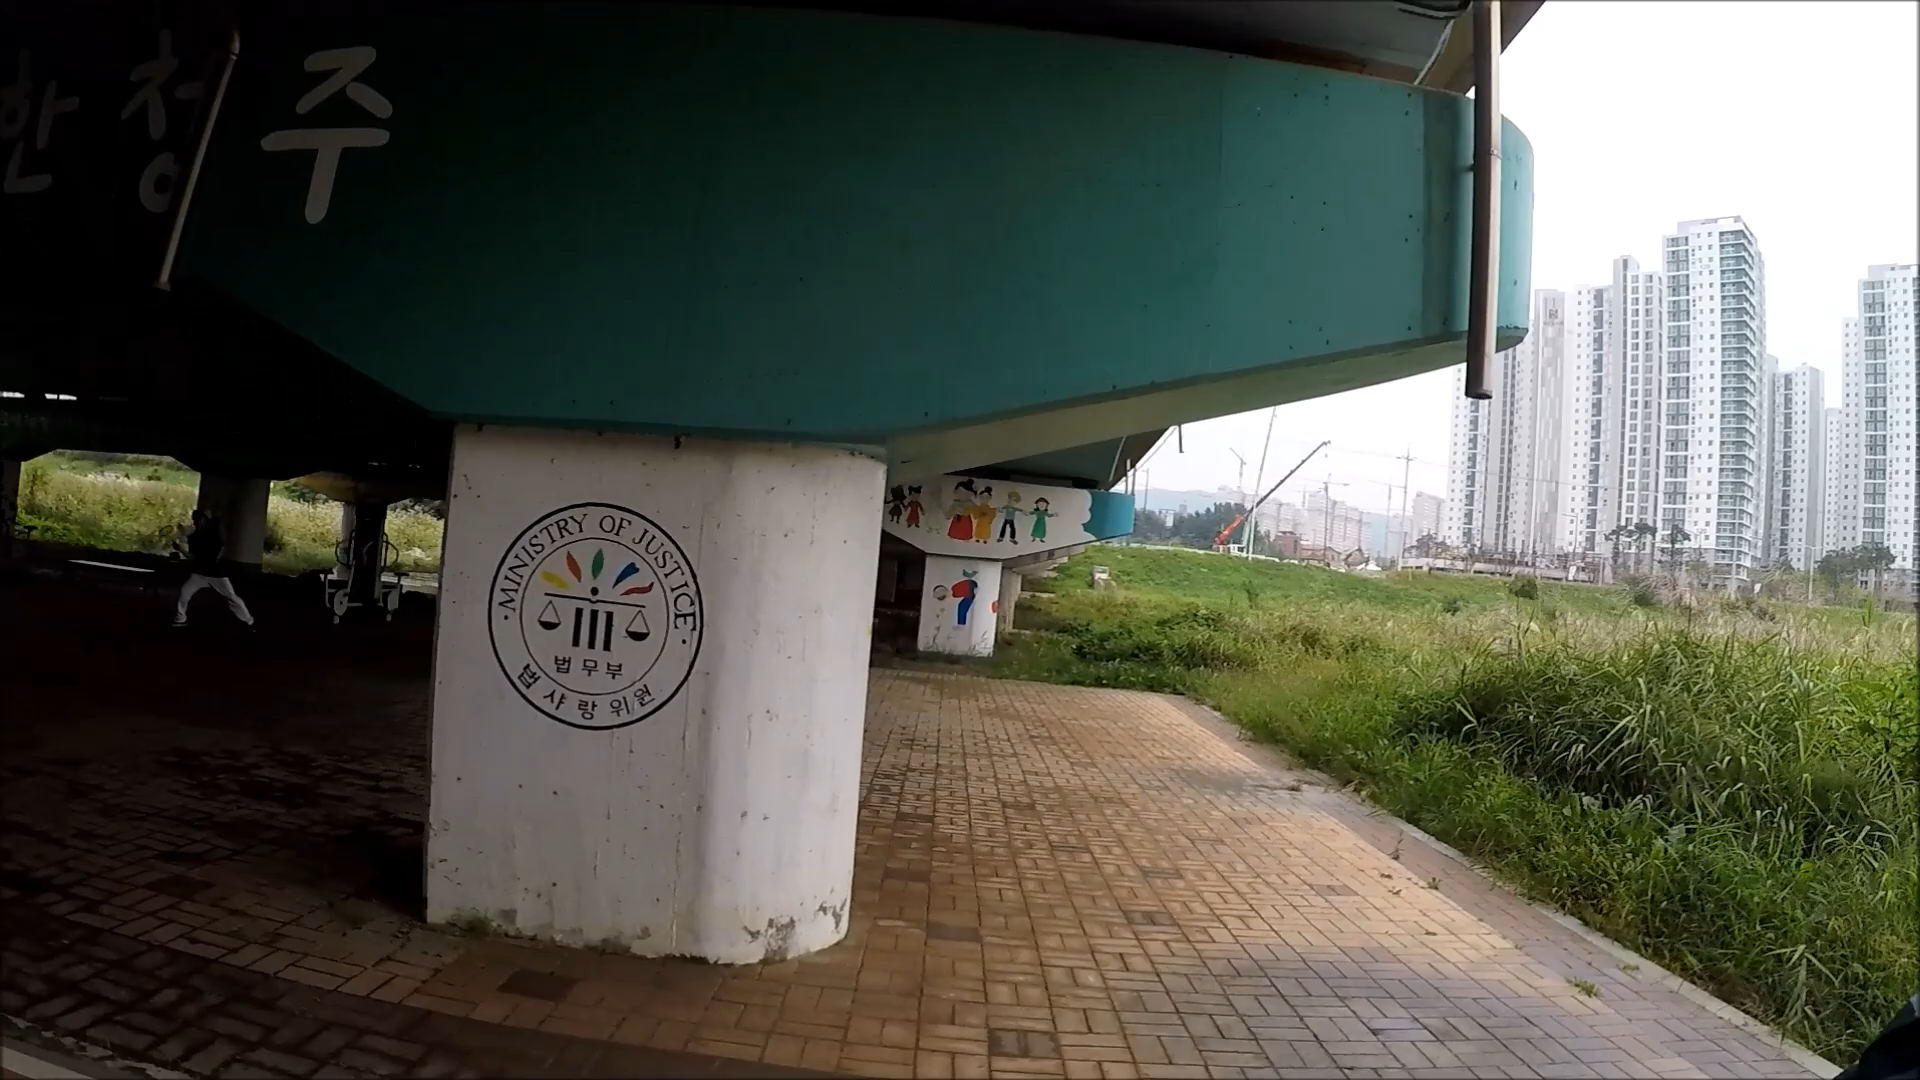 한 청 주
MINISTRY OF JUSTICE
법무부
법 사 랑 위 원